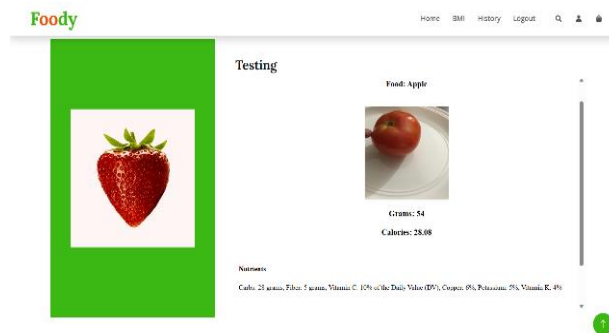 Foody
Home BMI History Logout
Testing
Food: Apple
Grams: 54
Calories: 28.08
Nutrients
Carbs: 28 grams, Fiber: 5 grams, Vitamin C: 10% of the Daily Value (DV), Copper: 6%, Potassium: 5%, Vitamin K: 4%